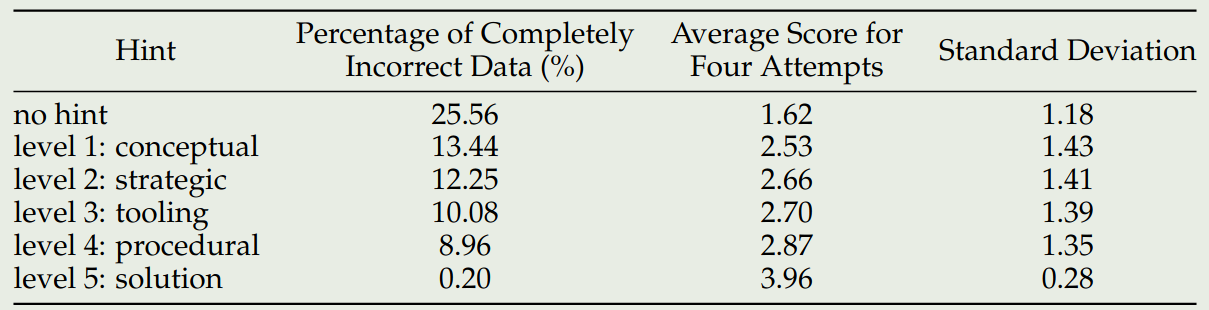 Hint Percentage of Completely Incorrect Data (%) Average Score for Four Attempts Standard Deviation
no hint 25.56 1.62 1.18
level 1: conceptual 13.44 2.53 1.43
level 2: strategic 12.25 2.66 1.41
level 3: tooling 10.08 2.70 1.39
level 4: procedural 8.96 2.87 1.35
level 5: solution 0.20 3.96 0.28